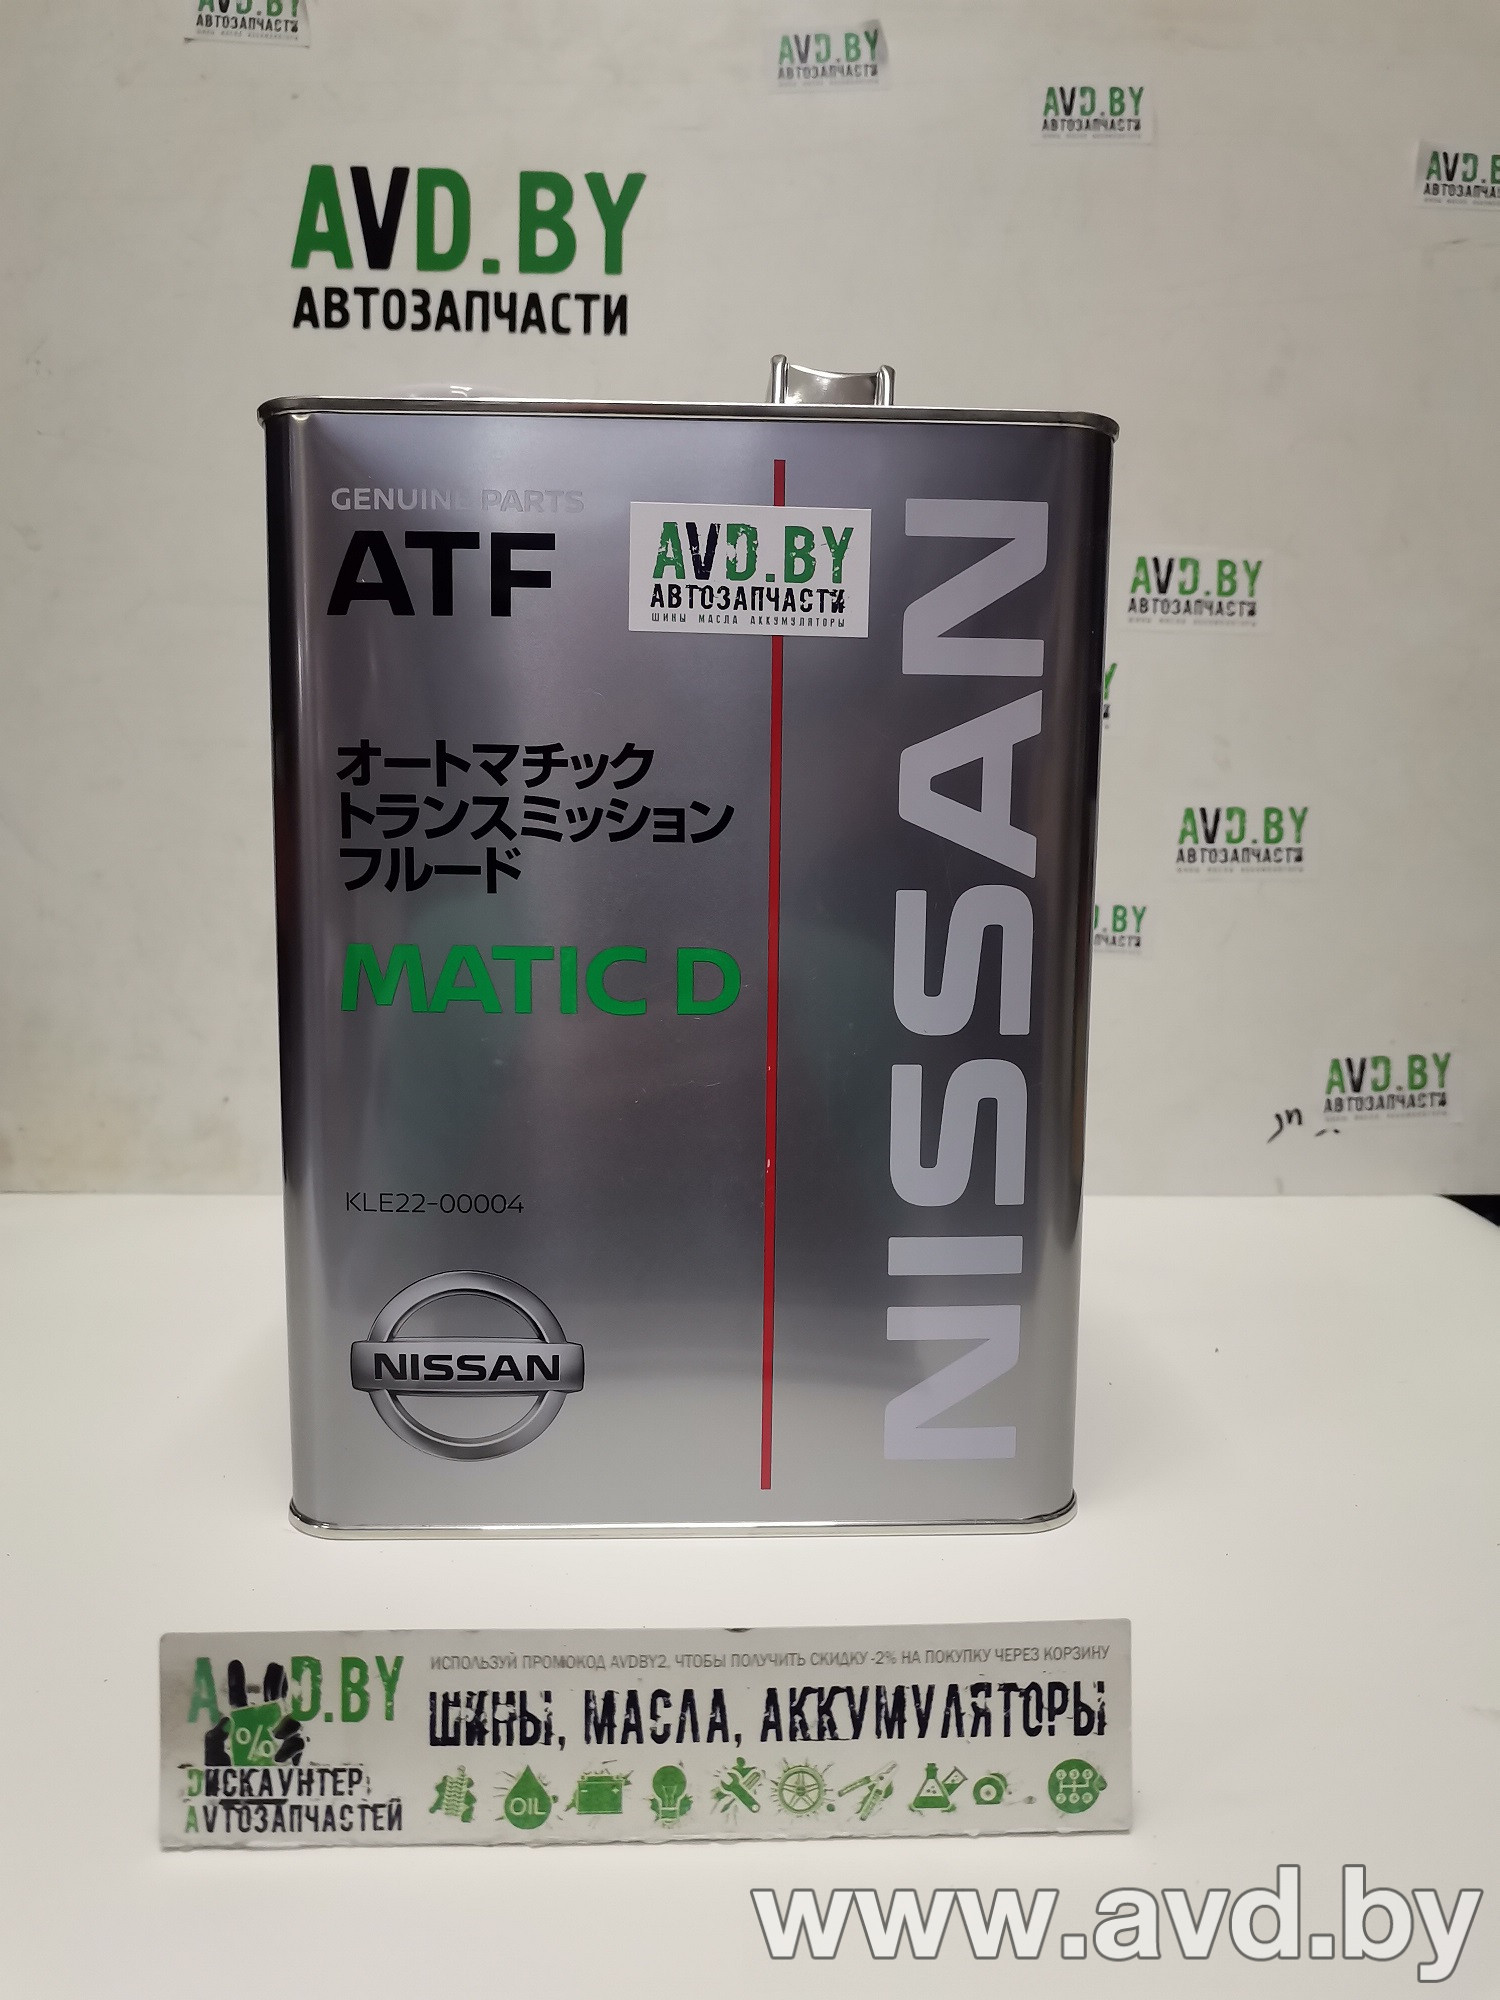 AVD.BY
АВТОЗАПЧАСТИ
AVD.BY
АВТОЗАПЧАСТИ
AVD.BY
АВТОЗАПЧАСТИ
AVD.BY
АВТОЗАПЧАСТИ
GENUINE PARTS
ATF
AVD.BY
АВТОЗАПЧАСТИ
ШИНЫ МАСЛА АККУМУЛЯТОРЫ
オートマチック
トランスミッション
フルード
MATIC D
KLE22-00004
NISSAN
NISSAN
AVD.BY
АВТОЗАПЧАСТИ
AVD.BY
АВТОЗАПЧАСТИ
AVD.BY
АВТОЗАПЧАСТИ
AVD.BY
ДИСКАУНТЕР
АVТОЗАПЧАСТЕЙ
ИСПОЛЬЗУЙ ПРОМОКОД AVDBY2, ЧТОБЫ ПОЛУЧИТЬ СКИДКУ -2% НА ПОКУПКУ ЧЕРЕЗ КОРЗИНУ
ШИНЫ, МАСЛА, АККУМУЛЯТОРЫ
OIL
www.avd.by